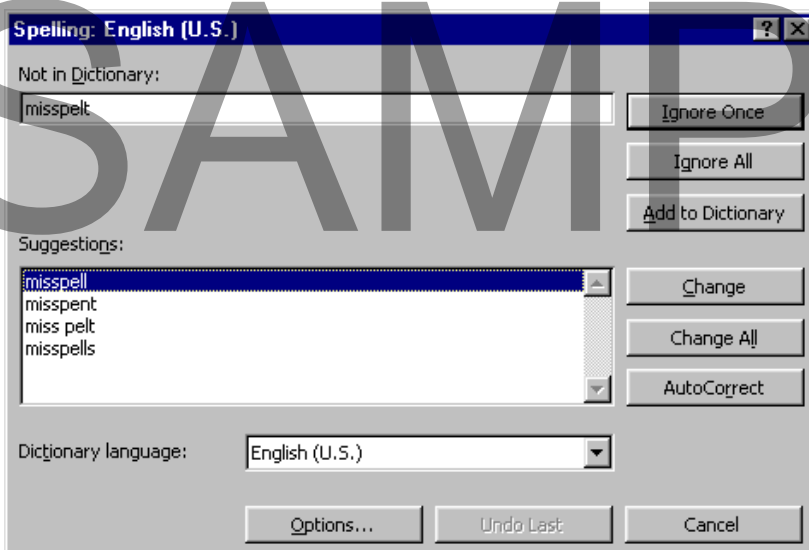 Spelling: English (U.S.)
Not in Dictionary:
misspelt
Ignore Once
Ignore All
Add to Dictionary
Suggestions:
misspell
misspent
miss pelt
misspells
Change
Change All
AutoCorrect
Dictionary language:
English (U.S.)
Options...
Undo Last
Cancel
SAMP